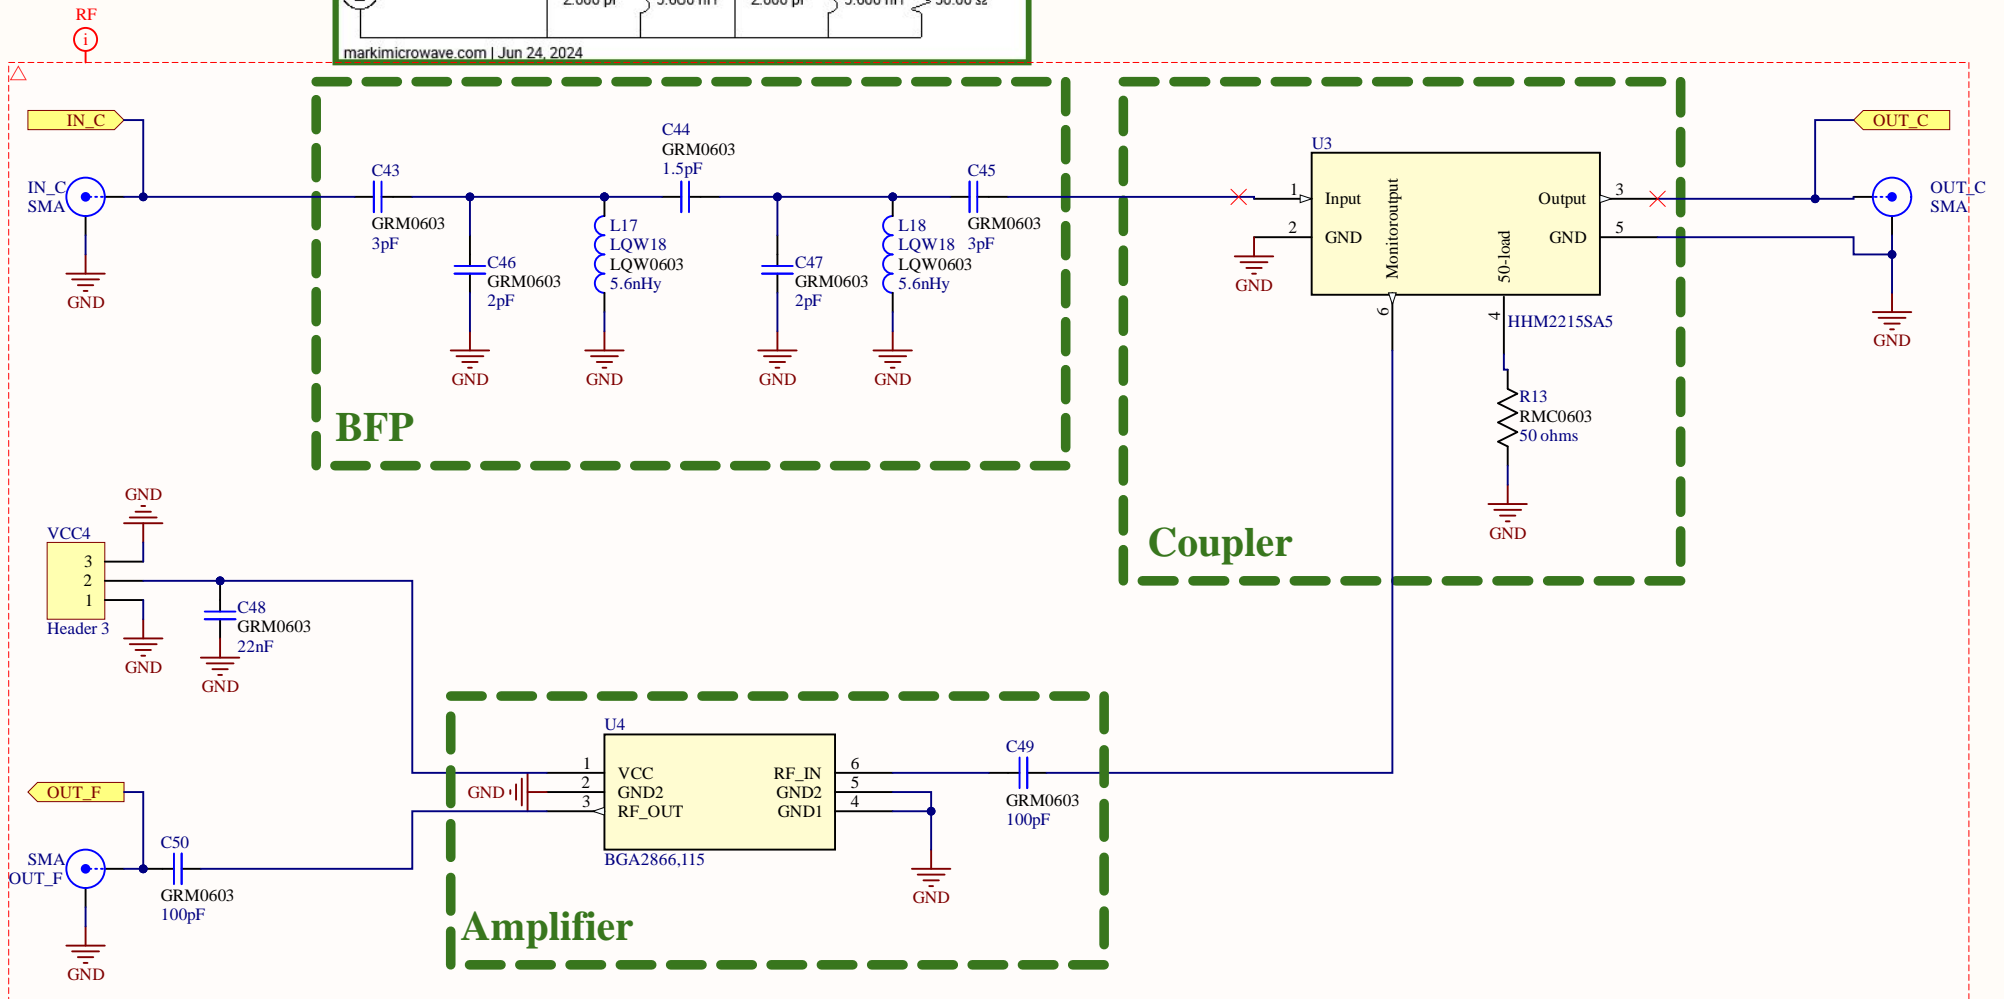 RF
i
markimicrowave.com | Jun 24, 2024
IN_C
IN_C
SMA
GND
C43
GRM0603
3pF
C46
GRM0603
2pF
GND
L17
LQW18
LQW0603
5.6nHy
GND
C44
GRM0603
1.5pF
C47
GRM0603
2pF
GND
L18
LQW18
LQW0603
5.6nHy
GND
C45
GRM0603
3pF
BFP
U3
1
Input
2
GND
GND
Monitoroutput
6
50-load
4
Output
3
GND
5
HHM2215SA5
R13
RMC0603
50 ohms
GND
Coupler
OUT_C
OUT_C
SMA
GND
GND
VCC4
3
2
1
Header 3
GND
C48
GRM0603
22nF
GND
U4
1
VCC
2
GND2
3
RF_OUT
GND
RF_IN
6
GND2
5
GND1
4
BGA2866,115
GND
C49
GRM0603
100pF
Amplifier
OUT_F
SMA
OUT_F
GND
C50
GRM0603
100pF